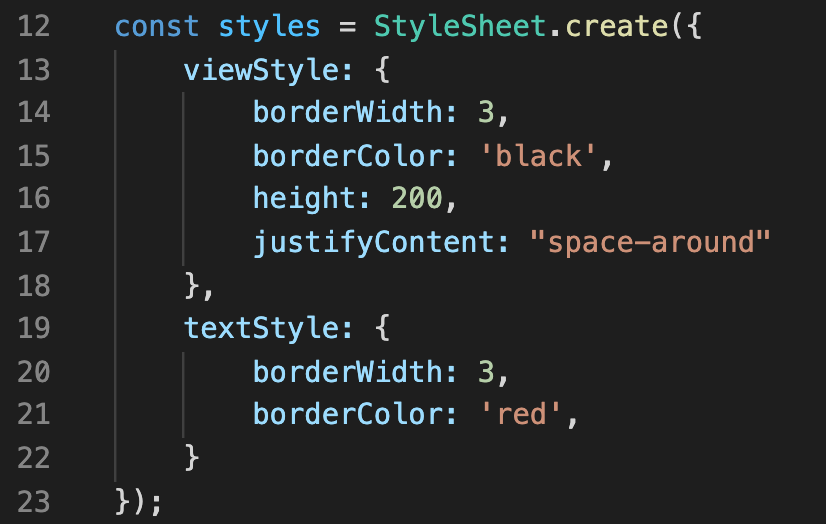 12 const styles = StyleSheet.create({
13     viewStyle: {
14         borderWidth: 3,
15         borderColor: 'black',
16         height: 200,
17         justifyContent: "space-around"
18     },
19     textStyle: {
20         borderWidth: 3,
21         borderColor: 'red',
22     }
23 });